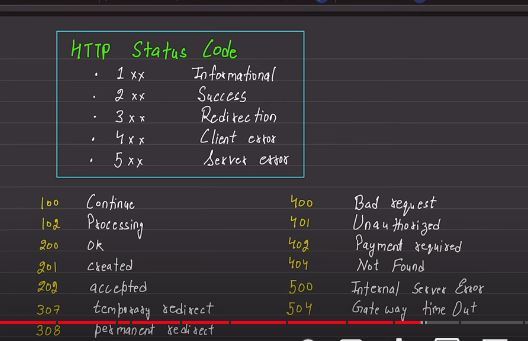 HTTP Status Code
• 1xx Informational
• 2xx Success
• 3xx Redirection
• 4xx Client error
• 5xx Server error
100 Continue
102 Processing
200 OK
201 created
202 accepted
307 temporary redirect
308 permanent redirect
400 Bad request
401 Unauthorized
402 Payment required
404 Not Found
500 Internal Server Error
504 Gateway time Out